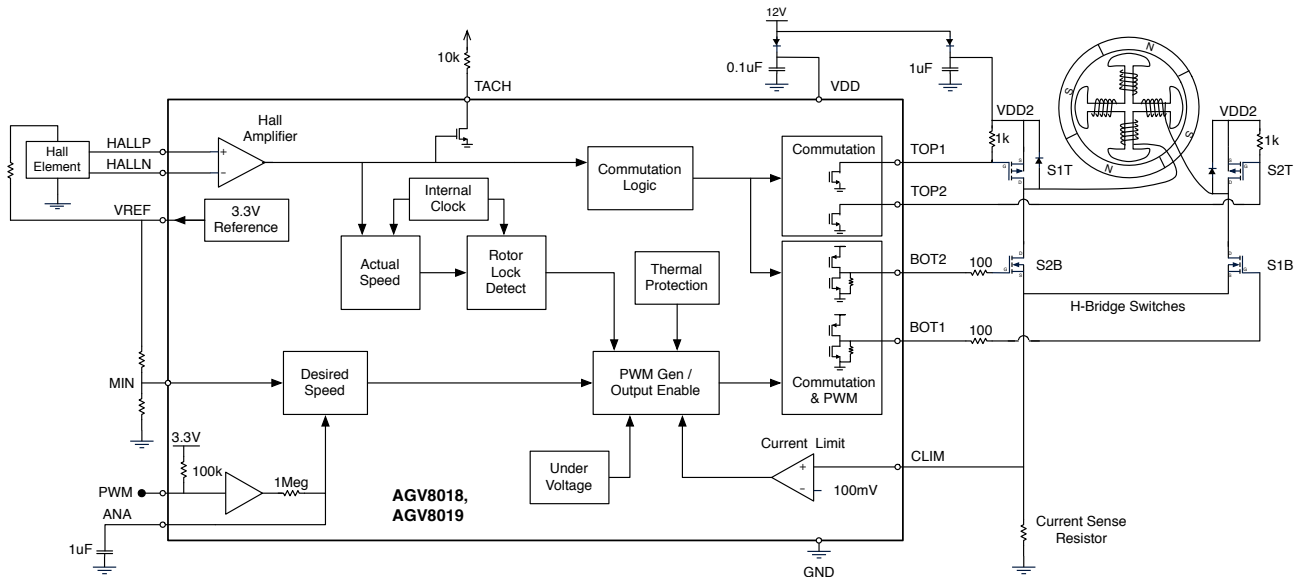 12V
10k
0.1uF
1uF
TACH
VDD
VDD2
VDD2
N
S
S
N
1k
1k
Hall
Amplifier
HALLP
HALLN
Hall
Element
+
–
Commutation
Logic
Commutation
TOP1
TOP2
S1T
S2T
G
S
D
G
S
D
VREF
3.3V
Reference
Internal
Clock
Actual
Speed
Rotor
Lock
Detect
Thermal
Protection
BOT2
100
S2B
S1B
G
D
S
G
D
S
H-Bridge Switches
BOT1
100
MIN
Desired
Speed
PWM Gen /
Output Enable
Commutation
& PWM
3.3V
100k
PWM
1Meg
ANA
1uF
AGV8018,
AGV8019
Under
Voltage
Current Limit
+
–
100mV
CLIM
Current Sense
Resistor
GND